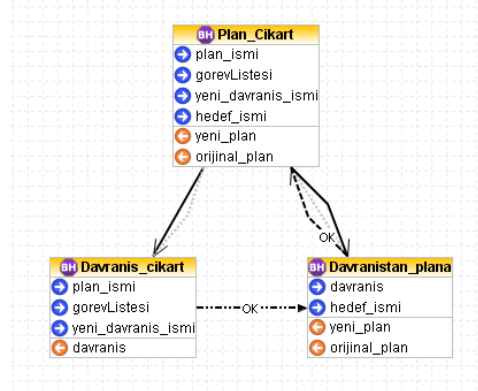 BH Plan_Cikart
plan_ismi
gorevListesi
yeni_davranis_ismi
hedef_ismi
yeni_plan
orijinal_plan
OK
BH Davranis_cikart
plan_ismi
gorevListesi
yeni_davranis_ismi
davranis
OK
BH Davranistan_plana
davranis
hedef_ismi
yeni_plan
orijinal_plan